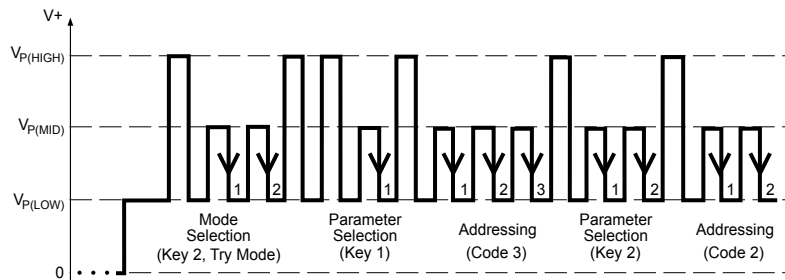 V+
VP(HIGH)
VP(MID)
1 2 1 1 2 3 1 2 1 2
VP(LOW)
Mode
Selection
(Key 2, Try Mode)
Parameter
Selection
(Key 1)
Addressing
(Code 3)
Parameter
Selection
(Key 2)
Addressing
(Code 2)
0